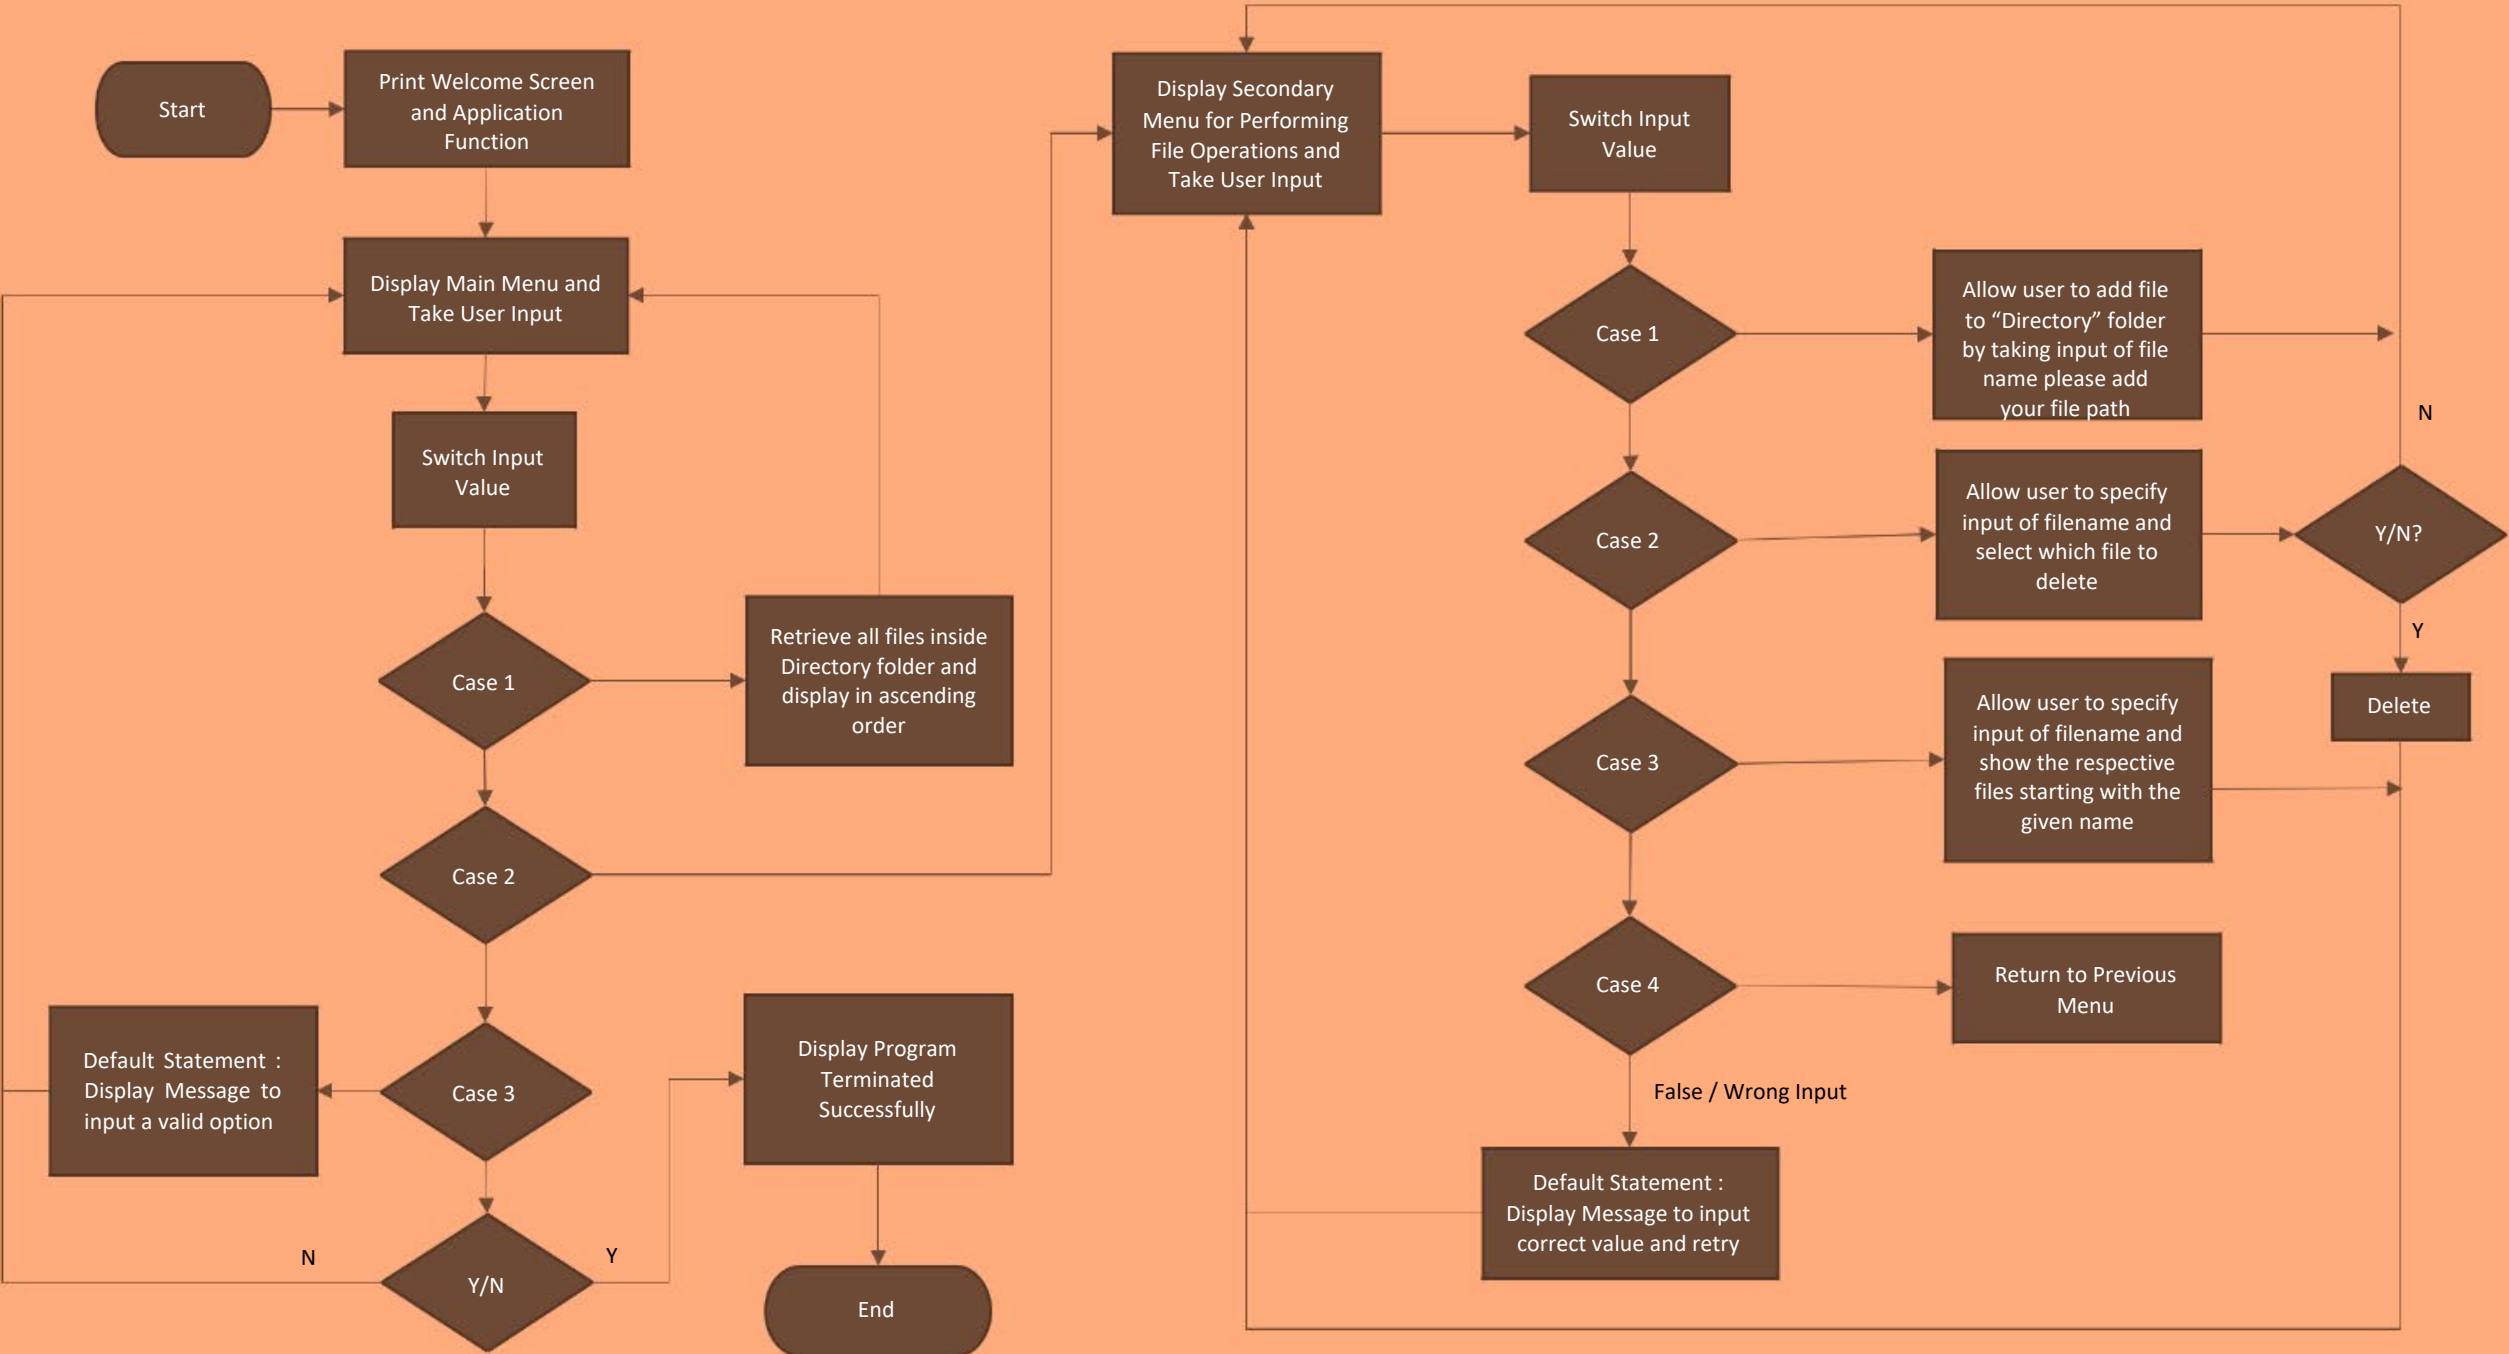 Start
Print Welcome Screen
and Application
Function
Display Main Menu and
Take User Input
Switch Input
Value
Case 1
Retrieve all files inside
Directory folder and
display in ascending
order
Case 2
Case 3
Default Statement :
Display Message to
input a valid option
Y/N
N
Y
Display Program
Terminated
Successfully
End
Display Secondary
Menu for Performing
File Operations and
Take User Input
Switch Input
Value
Case 1
Allow user to add file
to “Directory” folder
by taking input of file
name please add
your file path
Case 2
Allow user to specify
input of filename and
select which file to
delete
Y/N?
N
Y
Delete
Case 3
Allow user to specify
input of filename and
show the respective
files starting with the
given name
Case 4
Return to Previous
Menu
False / Wrong Input
Default Statement :
Display Message to input
correct value and retry